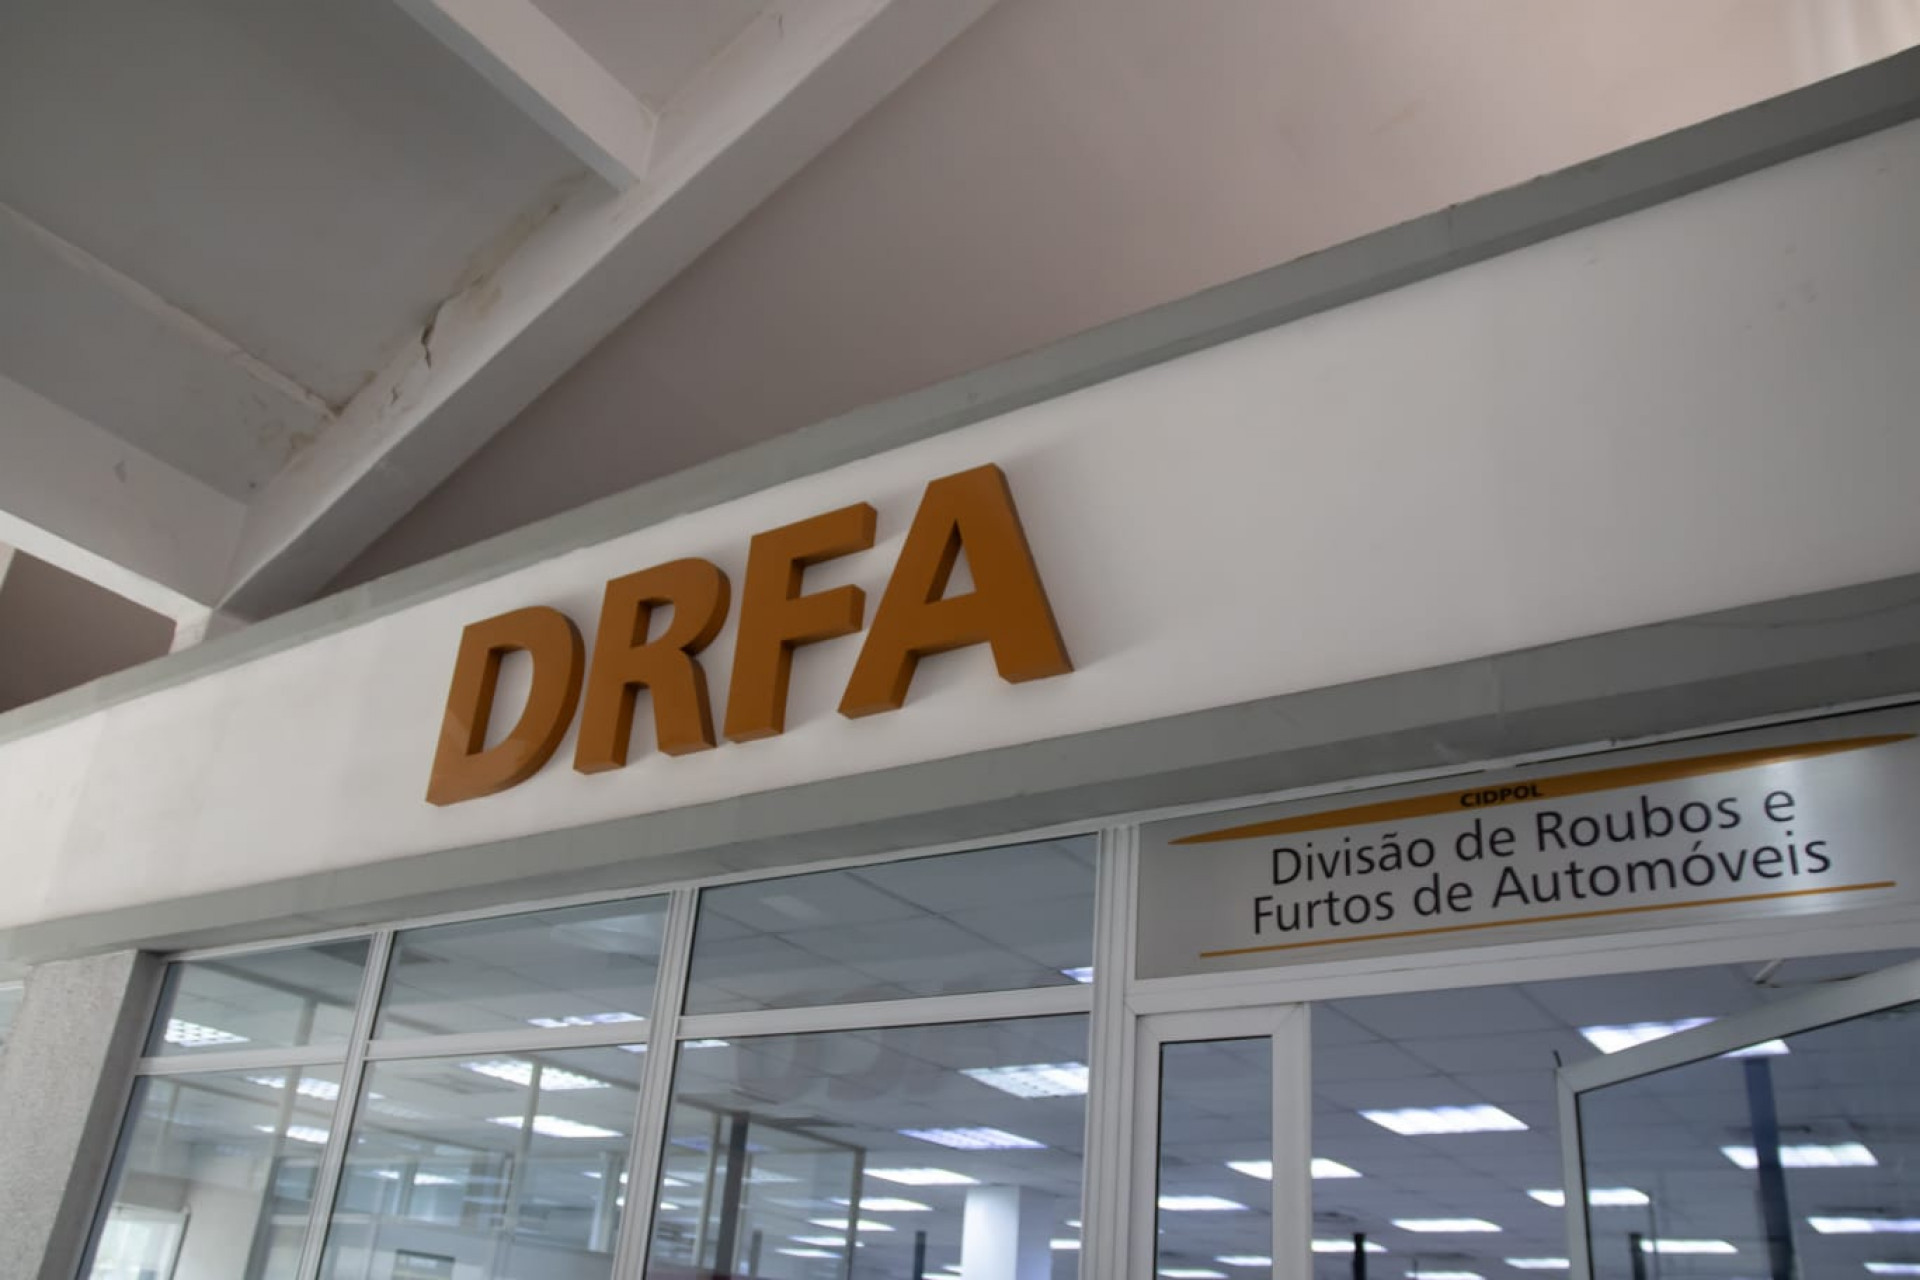 DRFA
CIDPOL
Divisão de Roubos e
Furtos de Automóveis